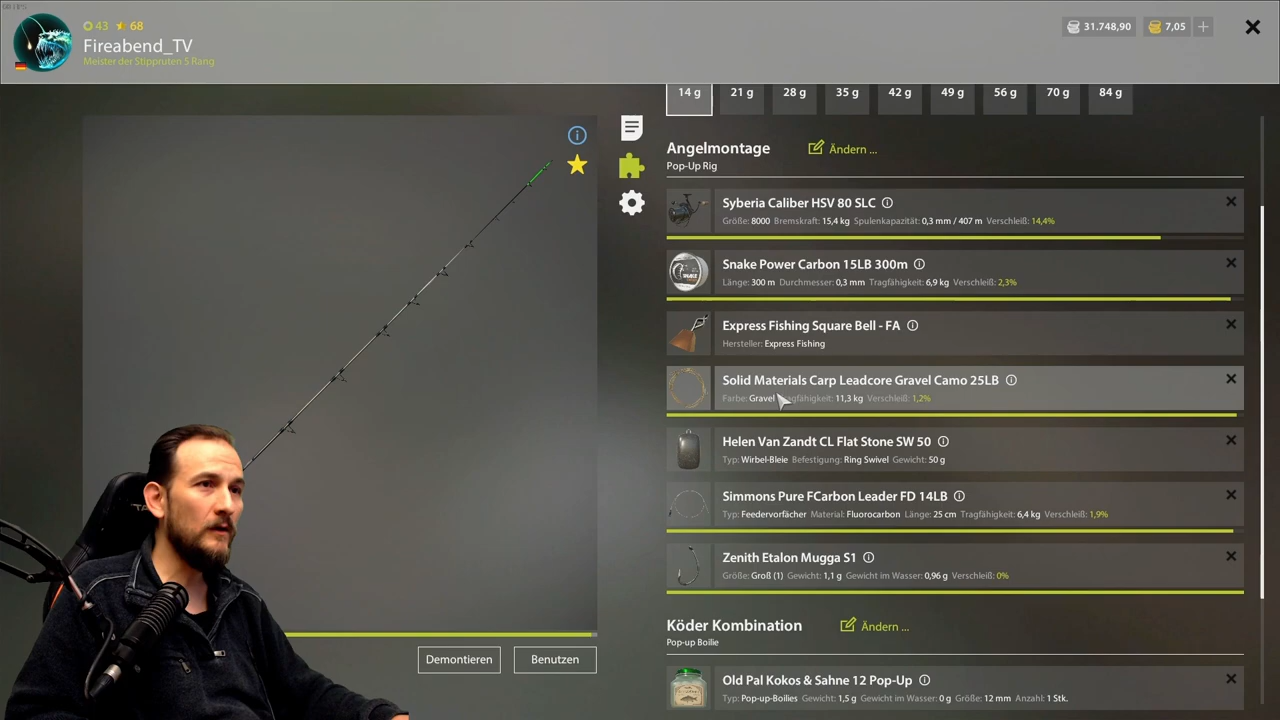 43 68
Fireabend_TV
Meister der Stippruten 5 Rang
31.748,90 7,05
14 g 21 g 28 g 35 g 42 g 49 g 56 g 70 g 84 g
Angelmontage Ändern ...
Pop-Up Rig
Syberia Caliber HSV 80 SLC
Größe: 8000 Bremskraft: 15,4 kg Spulenkapazität: 0,3 mm / 407 m Verschleiß: 14,4%
Snake Power Carbon 15LB 300m
Länge: 300 m Durchmesser: 0,3 mm Tragfähigkeit: 6,9 kg Verschleiß: 2,3%
Express Fishing Square Bell - FA
Hersteller: Express Fishing
Solid Materials Carp Leadcore Gravel Camo 25LB
Farbe: Gravel Tragfähigkeit: 11,3 kg Verschleiß: 1,2%
Helen Van Zandt CL Flat Stone SW 50
Typ: Wirbel-Bleie Befestigung: Ring Swivel Gewicht: 50 g
Simmons Pure FCarbon Leader FD 14LB
Typ: Feedervorfächer Material: Fluorocarbon Länge: 25 cm Tragfähigkeit: 6,4 kg Verschleiß: 1,9%
Zenith Etalon Mugga S1
Größe: Groß (1) Gewicht: 1,1 g Gewicht im Wasser: 0,96 g Verschleiß: 0%
Köder Kombination Ändern ...
Pop-up Boilie
Old Pal Kokos & Sahne 12 Pop-Up
Typ: Pop-up-Boilies Gewicht: 1,5 g Gewicht im Wasser: 0 g Größe: 12 mm Anzahl: 1 Stk.
Demontieren Benutzen